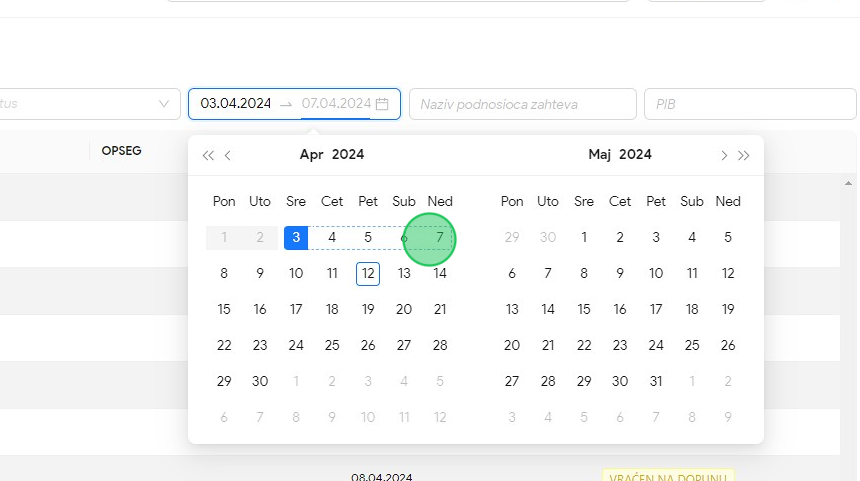 tus
03.04.2024 → 07.04.2024
Naziv podnosioca zahteva
PIB
OPSEG
Apr 2024
Maj 2024
Pon Uto Sre Cet Pet Sub Ned
1 2 3 4 5 7
8 9 10 11 12 13 14
15 16 17 18 19 20 21
22 23 24 25 26 27 28
29 30 1 2 3 4 5
6 7 8 9 10 11 12
Pon Uto Sre Cet Pet Sub Ned
29 30 1 2 3 4 5
6 7 8 9 10 11 12
13 14 15 16 17 18 19
20 21 22 23 24 25 26
27 28 29 30 31 1 2
3 4 5 6 7 8 9
08.04.2024
VRAĆEN NA DOPUNU